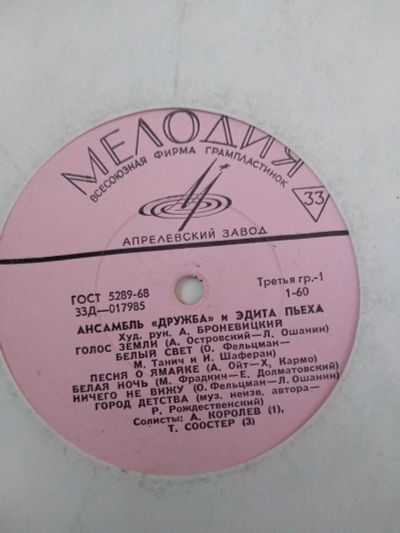 МЕЛОДИЯ
ВСЕСОЮЗНАЯ ФИРМА ГРАМПЛАСТИНОК
33
АПРЕЛЕВСКИЙ ЗАВОД
ГОСТ 5289-68
Третья гр.-1
33Д—017985
1-60
АНСАМБЛЬ «ДРУЖБА» и ЭДИТА ПЬЕХА
Худ. рук. А. БРОНЕВИЦКИЙ
ГОЛОС ЗЕМЛИ (А. Островский—Л. Ошанин)
БЕЛЫЙ СВЕТ (О. Фельцман—
М. Танич и И. Шаферан)
ПЕСНЯ О ЯМАЙКЕ (А. Ойт—Х. Кармо)
БЕЛАЯ НОЧЬ (М. Фрадкин—Е. Долматовский)
НИЧЕГО НЕ ВИЖУ (О.Фельцман—Л. Ошанин)
ГОРОД ДЕТСТВА (муз. неизв. автора—
Р. Рождественский)
Солисты: А. КОРОЛЕВ (1),
Т. СООСТЕР (3)